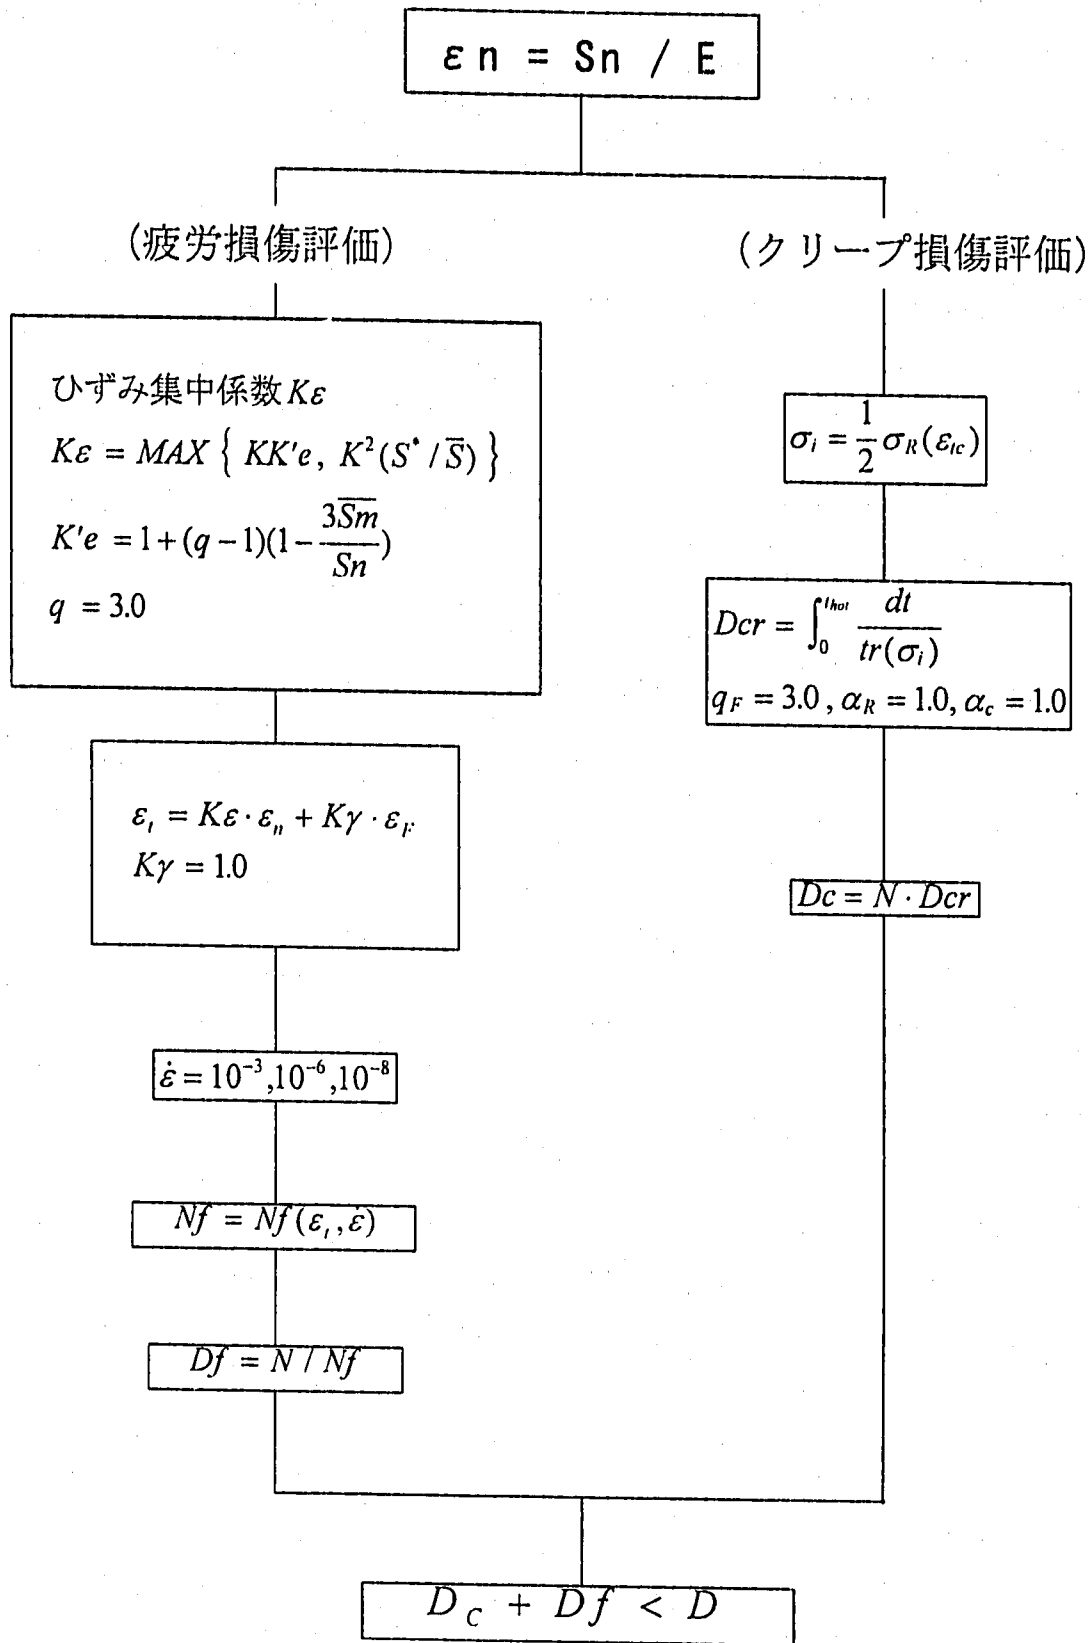 εn = Sn / E
(疲労損傷評価)
(クリープ損傷評価)
ひずみ集中係数Kε
Kε = MAX { KK'e, K²(S* / S̅) }
K'e = 1 + (q − 1)(1 − 3S̅m̅ / Sn)
q = 3.0
εt = Kε · εn + Kγ · εF
Kγ = 1.0
ε̇ = 10⁻³,10⁻⁶,10⁻⁸
Nf = Nf(εt, ε̇)
Df = N / Nf
σi = 1/2 σR(εtc)
Dcr = ∫₀^thot dt / tr(σi)
qF = 3.0 , αR = 1.0, αc = 1.0
Dc = N · Dcr
DC + Df < D